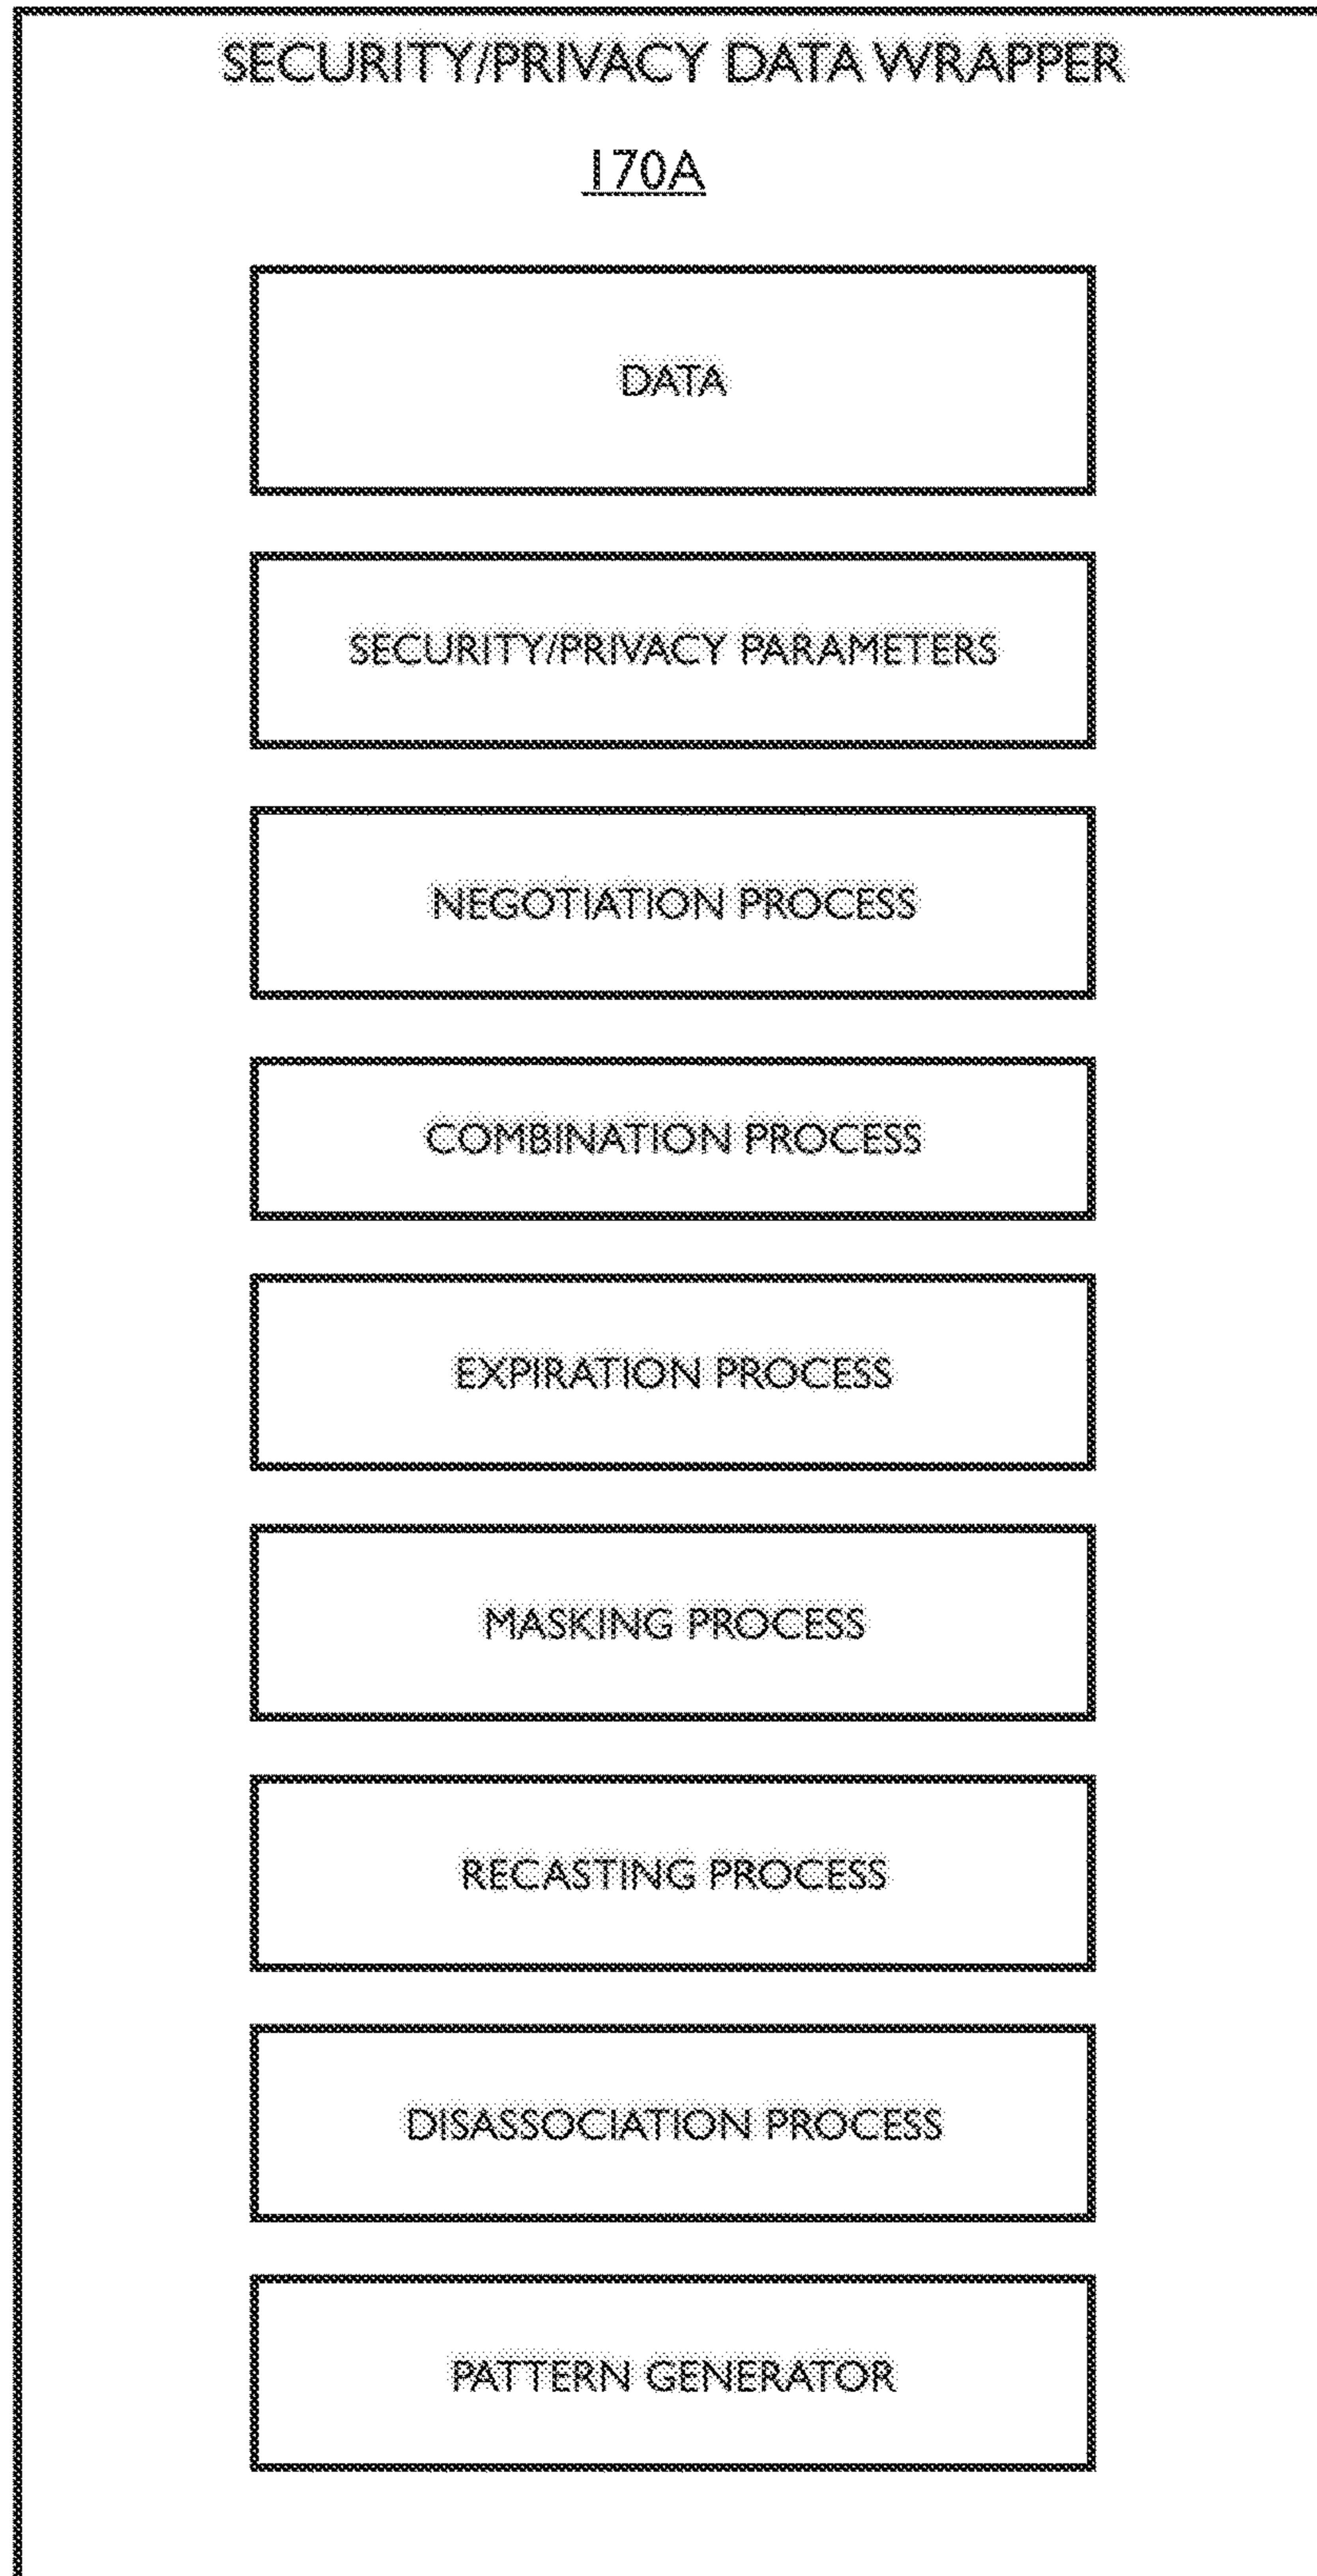 SECURITY/PRIVACY DATA WRAPPER
170A
DATA
SECURITY/PRIVACY PARAMETERS
NEGOTIATION PROCESS
COMBINATION PROCESS
EXPIRATION PROCESS
MASKING PROCESS
RECASTING PROCESS
DISASSOCIATION PROCESS
PATTERN GENERATOR